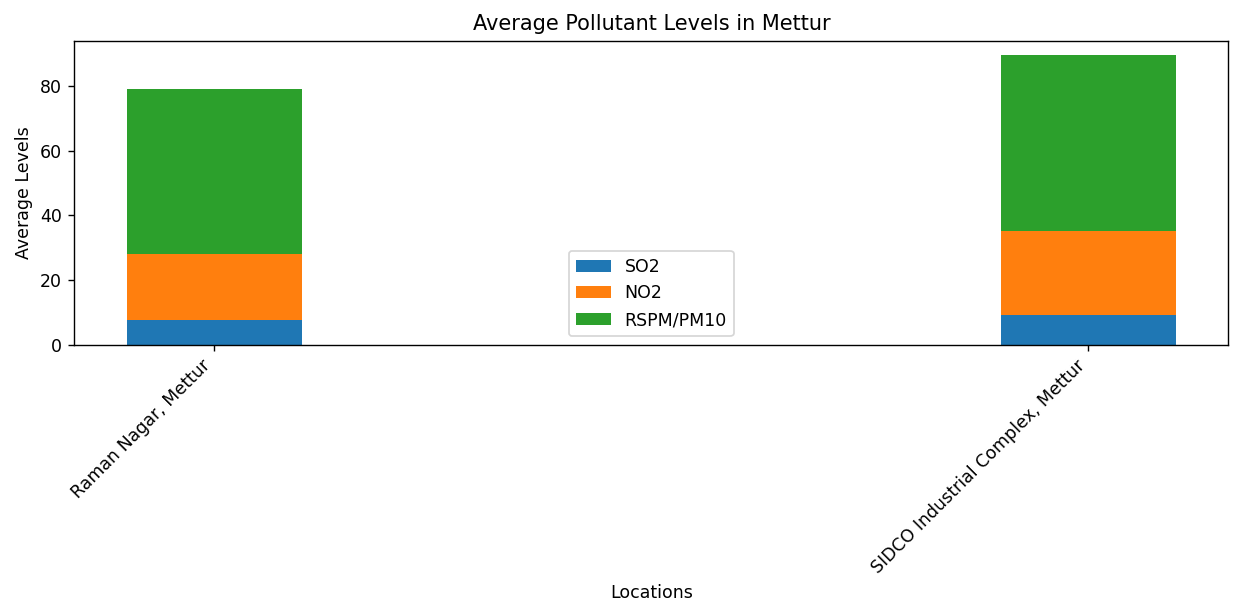 Average Pollutant Levels in Mettur
Average Levels
80
60
40
20
0
SO2
NO2
RSPM/PM10
Raman Nagar, Mettur
SIDCO Industrial Complex, Mettur
Locations